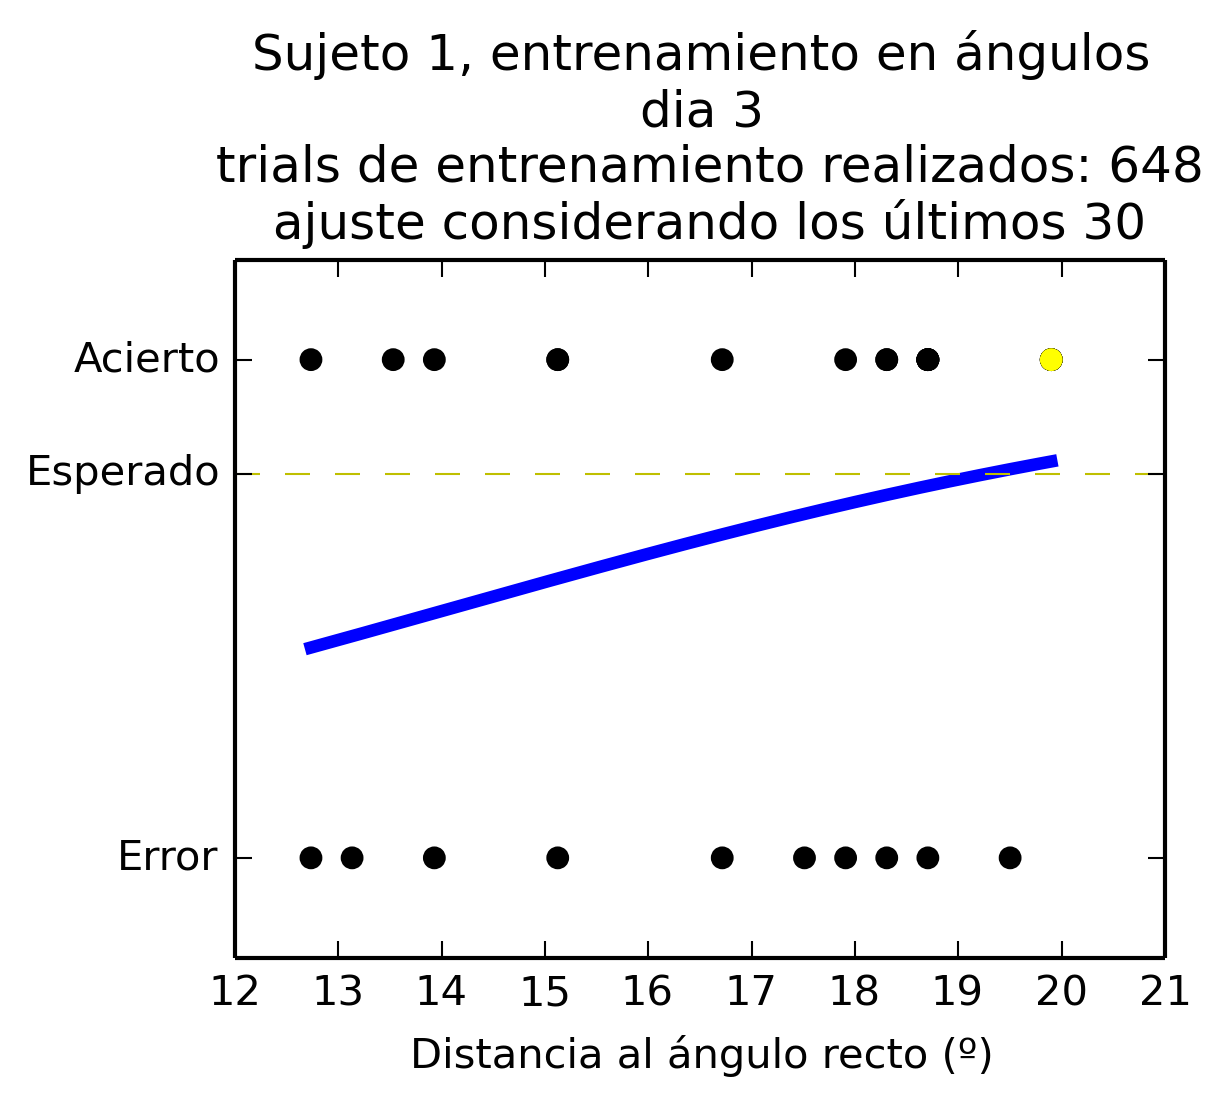 Sujeto 1, entrenamiento en ángulos
dia 3
trials de entrenamiento realizados: 648
ajuste considerando los últimos 30
Acierto
Esperado
Error
12 13 14 15 16 17 18 19 20 21
Distancia al ángulo recto (º)